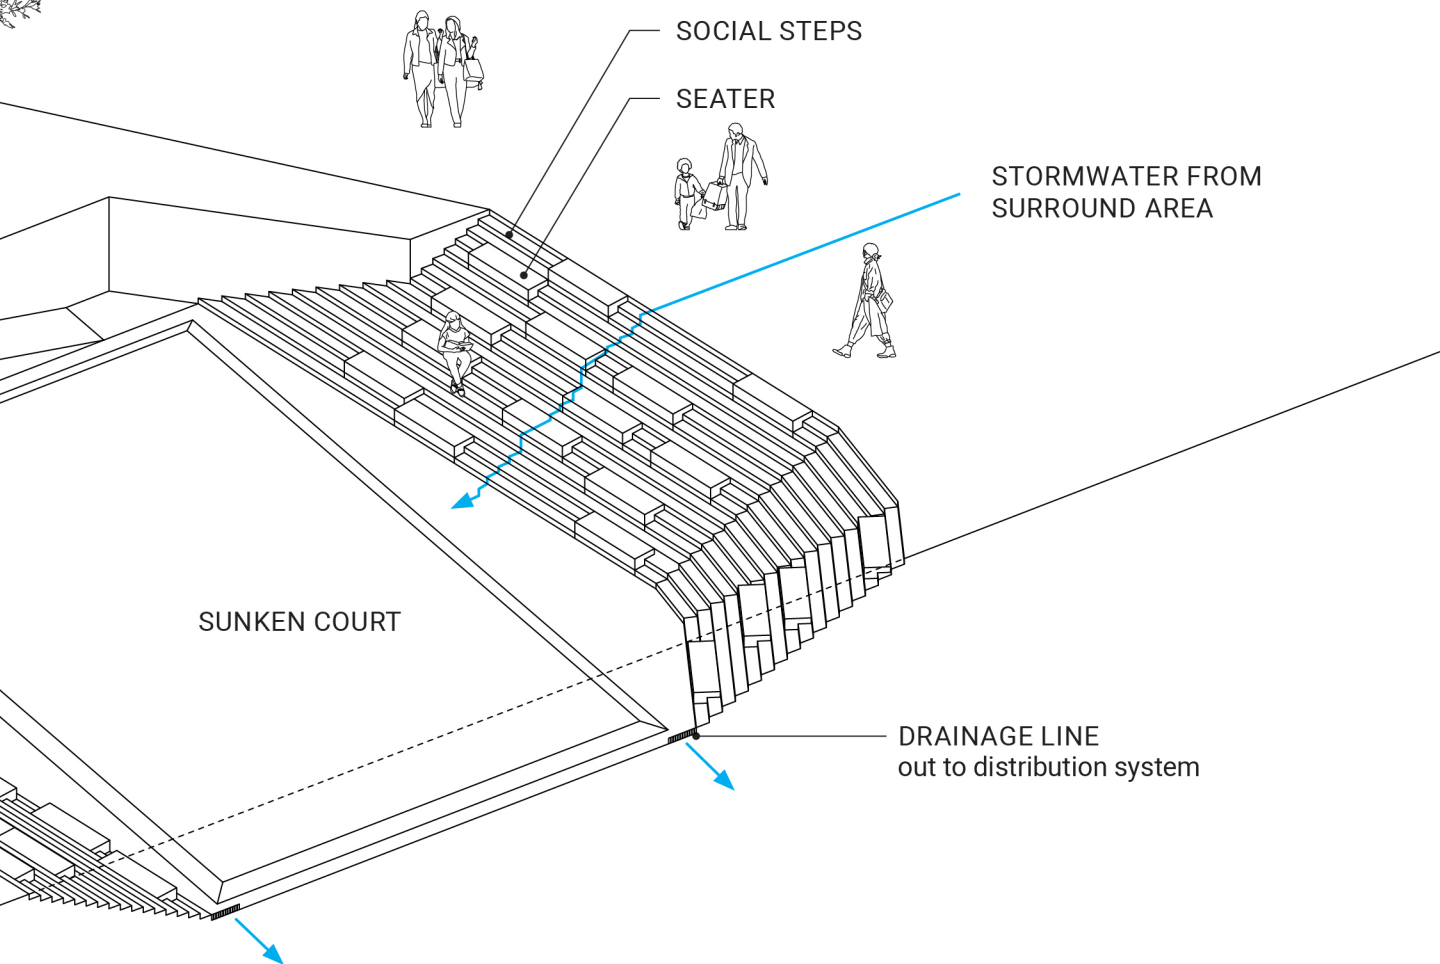 SOCIAL STEPS
SEATER
STORMWATER FROM
SURROUND AREA
SUNKEN COURT
DRAINAGE LINE
out to distribution system